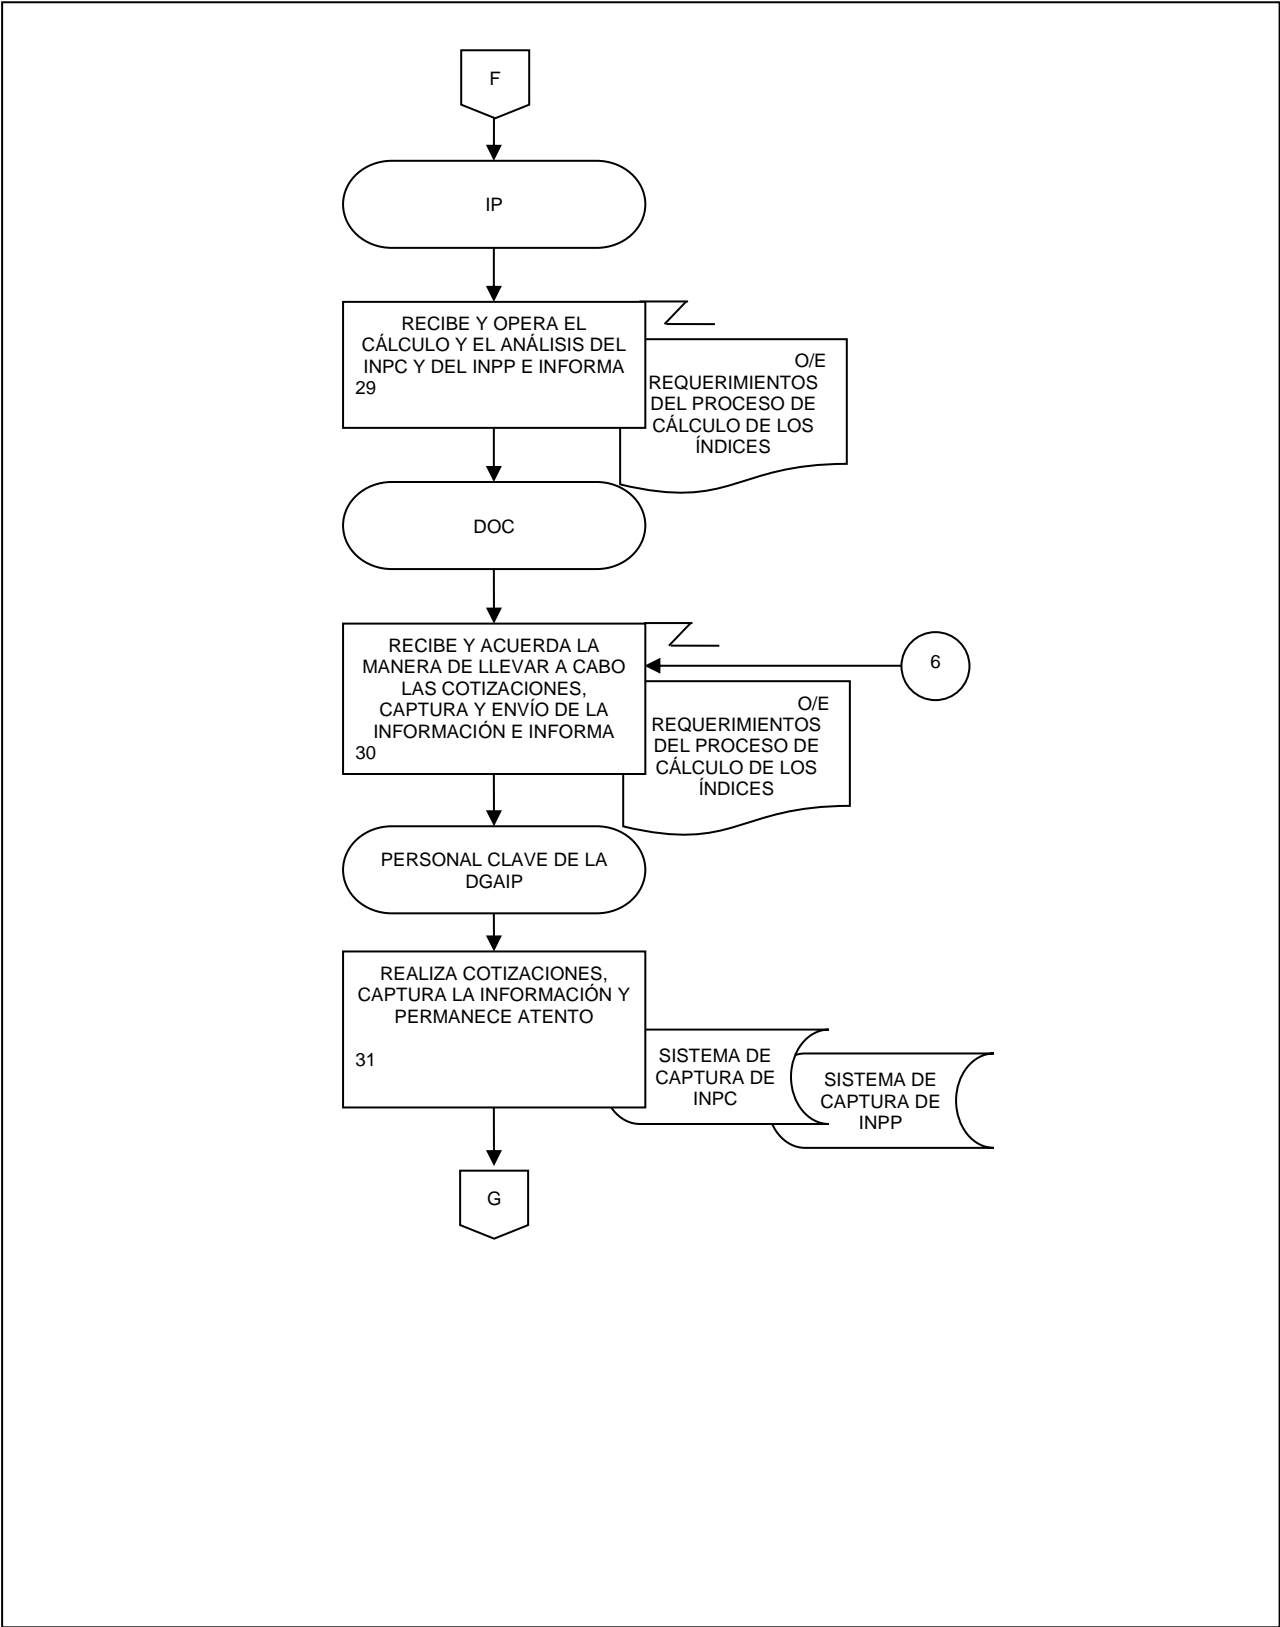 F
IP
RECIBE Y OPERA EL
CÁLCULO Y EL ANÁLISIS DEL
INPC Y DEL INPP E INFORMA
29
O/E
REQUERIMIENTOS
DEL PROCESO DE
CÁLCULO DE LOS
ÍNDICES
DOC
RECIBE Y ACUERDA LA
MANERA DE LLEVAR A CABO
LAS COTIZACIONES,
CAPTURA Y ENVÍO DE LA
INFORMACIÓN E INFORMA
30
6
O/E
REQUERIMIENTOS
DEL PROCESO DE
CÁLCULO DE LOS
ÍNDICES
PERSONAL CLAVE DE LA
DGAIP
REALIZA COTIZACIONES,
CAPTURA LA INFORMACIÓN Y
PERMANECE ATENTO
31
SISTEMA DE
CAPTURA DE
INPC
SISTEMA DE
CAPTURA DE
INPP
G